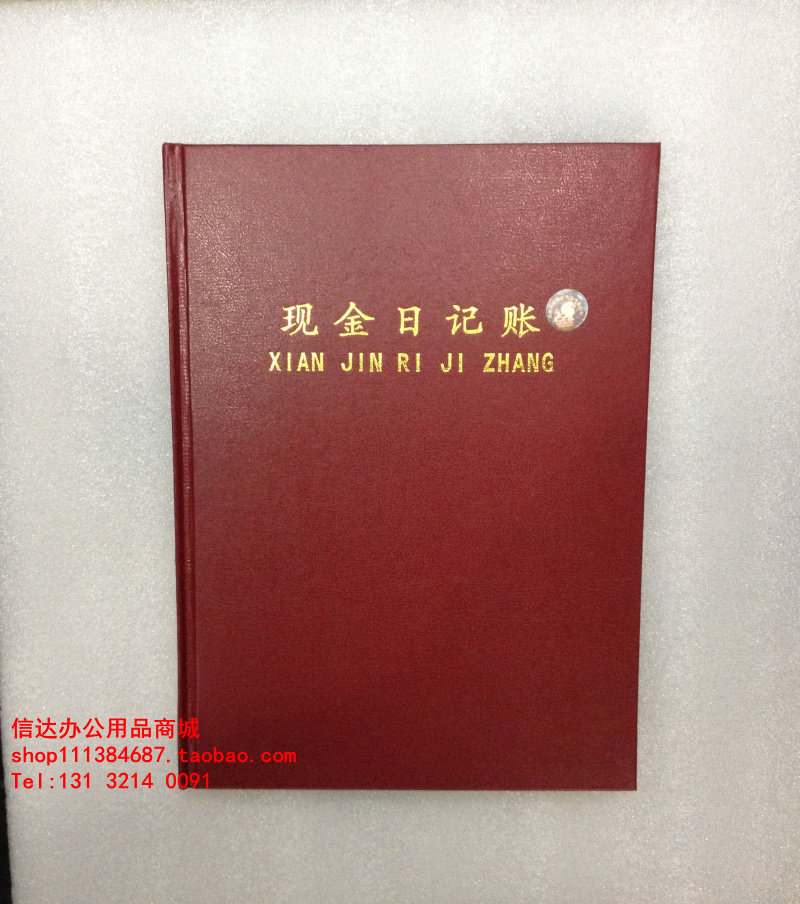 现金日记账
XIAN JIN RI JI ZHANG
信达办公用品商城
shop111384687.taobao.com
Tel:131 3214 0091